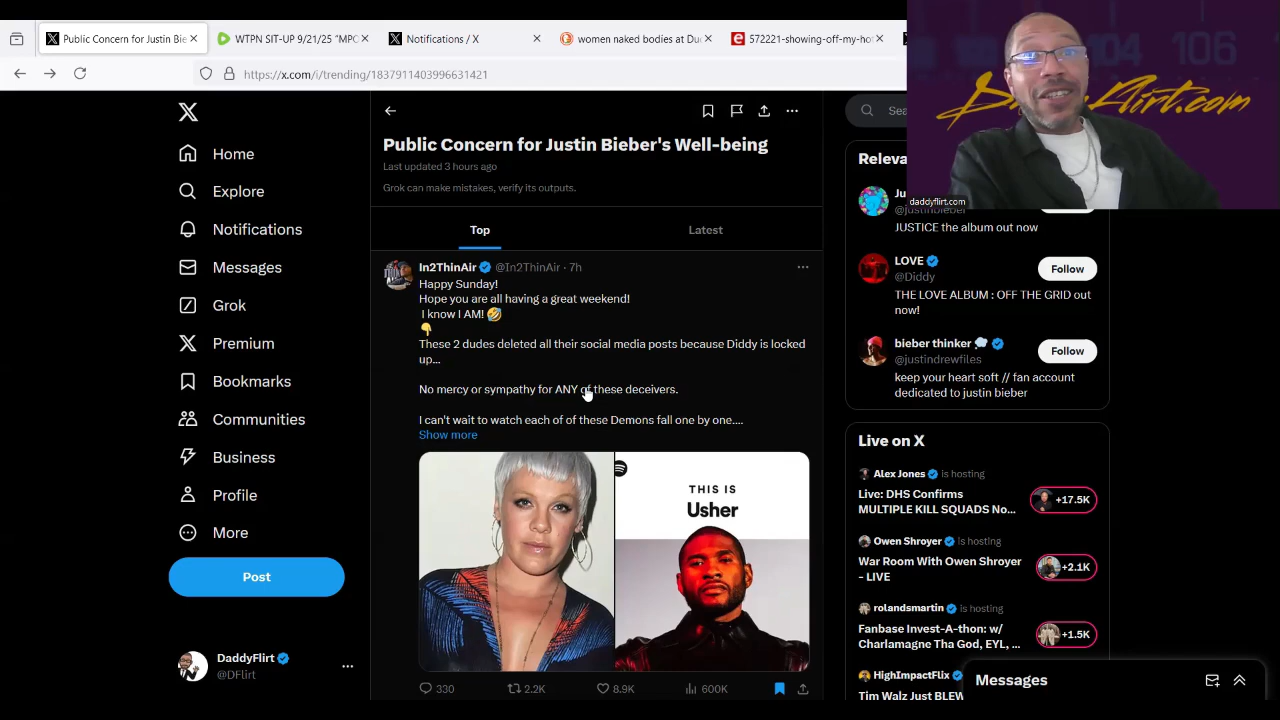 Public Concern for Justin Bie
WTPN SIT-UP 9/21/25 "MPC
Notifications / X
women naked bodies at Du
572221-showing-off-my-hot
https://x.com/i/trending/1837911403996631421
104 106
daddyflirt.com
Home
Explore
Notifications
Messages
Grok
Premium
Bookmarks
Communities
Business
Profile
More
Post
DaddyFlirt
@DFlirt
Public Concern for Justin Bieber's Well-being
Last updated 3 hours ago
Grok can make mistakes, verify its outputs.
Top
Latest
In2ThinAir @In2ThinAir · 7h
Happy Sunday!
Hope you are all having a great weekend!
I know I AM! 🤣
👇
These 2 dudes deleted all their social media posts because Diddy is locked
up...
No mercy or sympathy for ANY of these deceivers.
I can't wait to watch each of of these Demons fall one by one....
Show more
THIS IS
Usher
330
2.2K
8.9K
600K
Sea
Releva
Ju
@justinbieber
JUSTICE the album out now
LOVE
@Diddy
Follow
THE LOVE ALBUM : OFF THE GRID out
now!
bieber thinker 💭
@justindrewfiles
Follow
keep your heart soft // fan account
dedicated to justin bieber
Live on X
Alex Jones is hosting
Live: DHS Confirms
MULTIPLE KILL SQUADS No...
+17.5K
Owen Shroyer is hosting
War Room With Owen Shroyer
- LIVE
+2.1K
rolandsmartin is hosting
Fanbase Invest-A-thon: w/
Charlamagne Tha God, EYL, ...
+1.5K
HighImpactFlix
Tim Walz Just BLEW
Messages